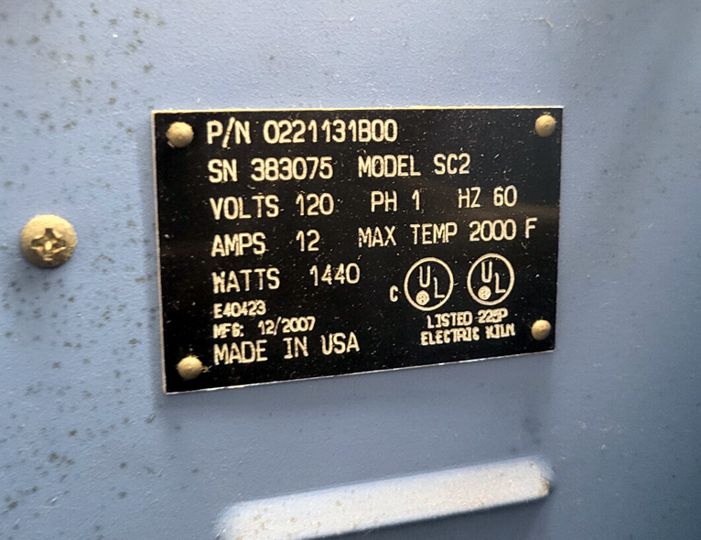 P/N 0221131B00
SN 383075 MODEL SC2
VOLTS 120 PH 1 HZ 60
AMPS 12 MAX TEMP 2000 F
WATTS 1440
C UL UL
E40423
MFG: 12/2007
LISTED 225P
ELECTRIC KILN
MADE IN USA